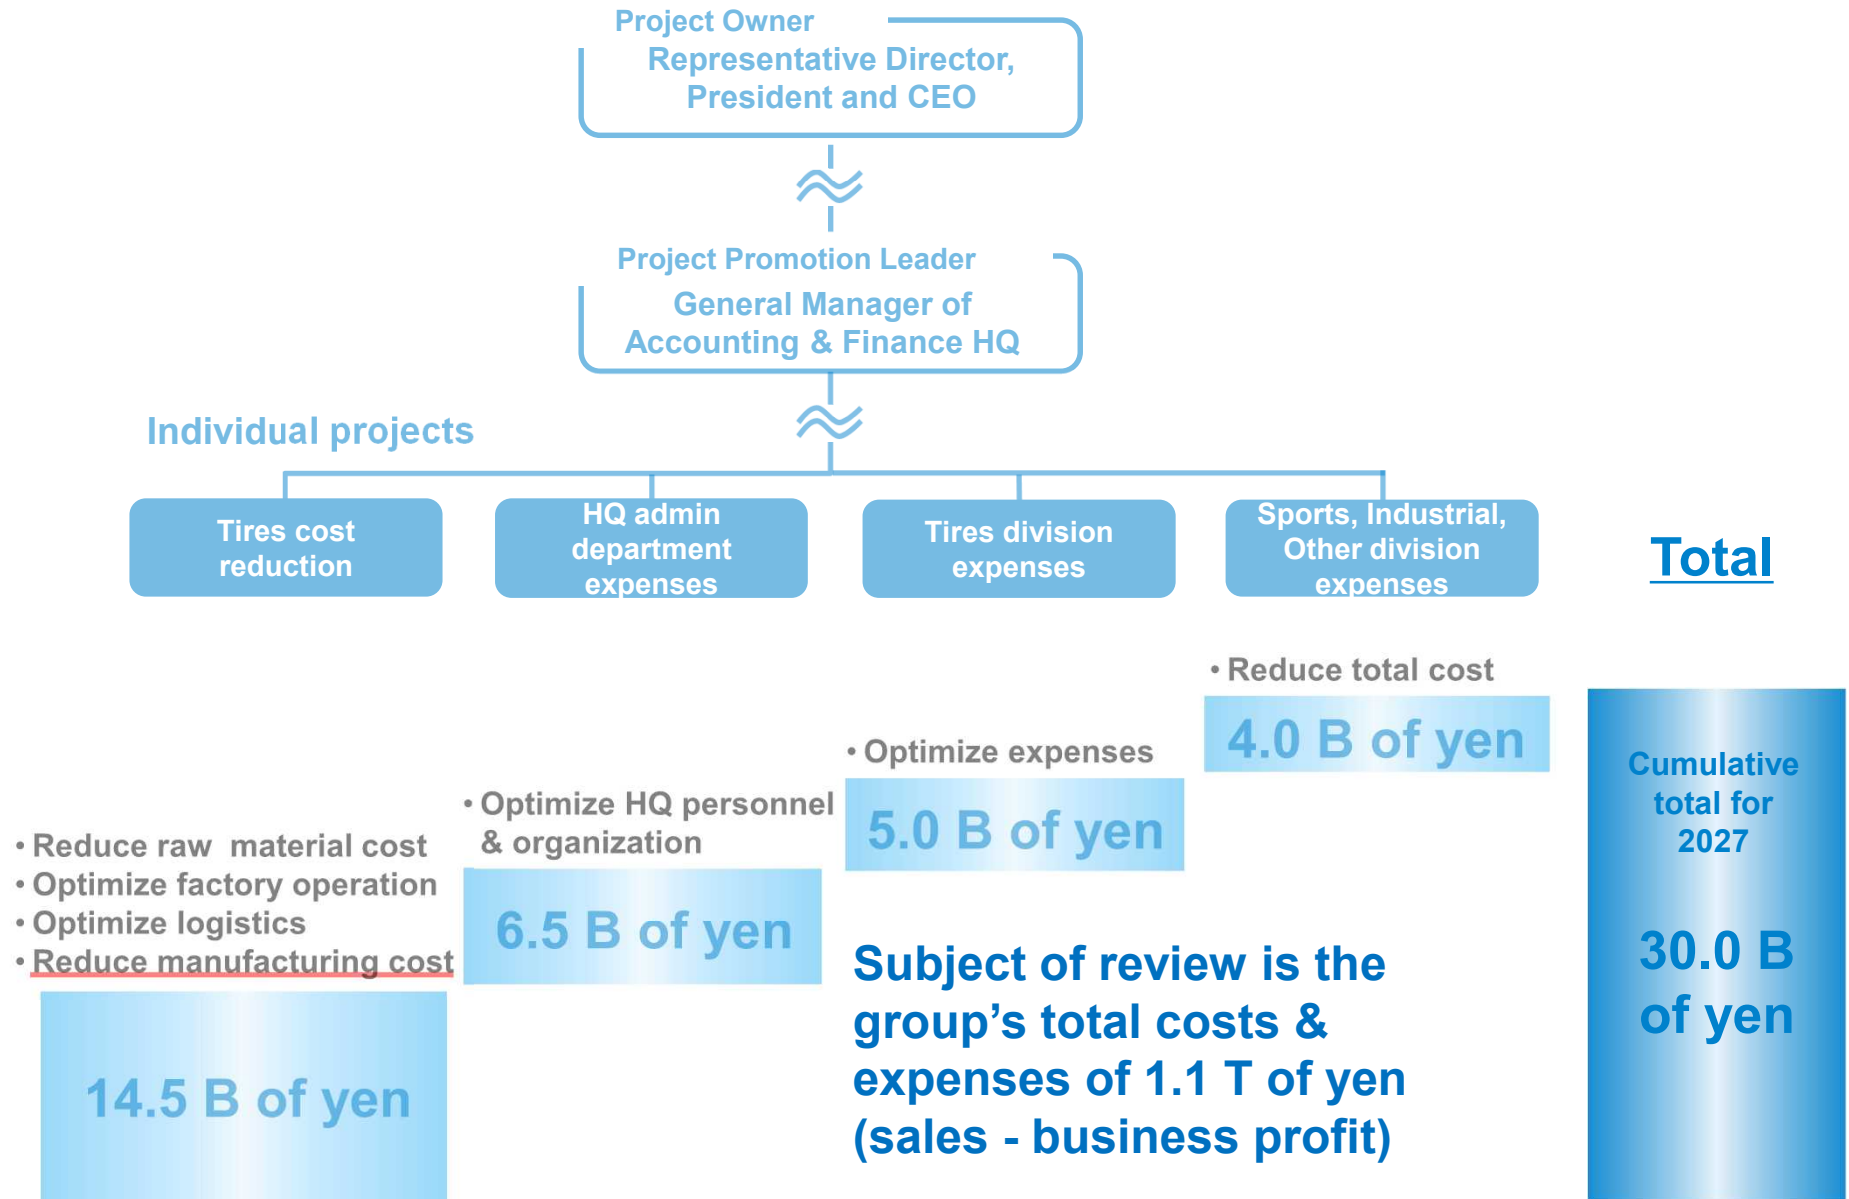 Project Owner
Representative Director,
President and CEO
Project Promotion Leader
General Manager of
Accounting & Finance HQ
Individual projects
Tires cost
reduction
HQ admin
department
expenses
Tires division
expenses
Sports, Industrial,
Other division
expenses
Total
• Reduce raw material cost
• Optimize factory operation
• Optimize logistics
• Reduce manufacturing cost
14.5 B of yen
• Optimize HQ personnel
& organization
6.5 B of yen
• Optimize expenses
5.0 B of yen
• Reduce total cost
4.0 B of yen
Subject of review is the
group’s total costs &
expenses of 1.1 T of yen
(sales - business profit)
Cumulative
total for
2027
30.0 B
of yen